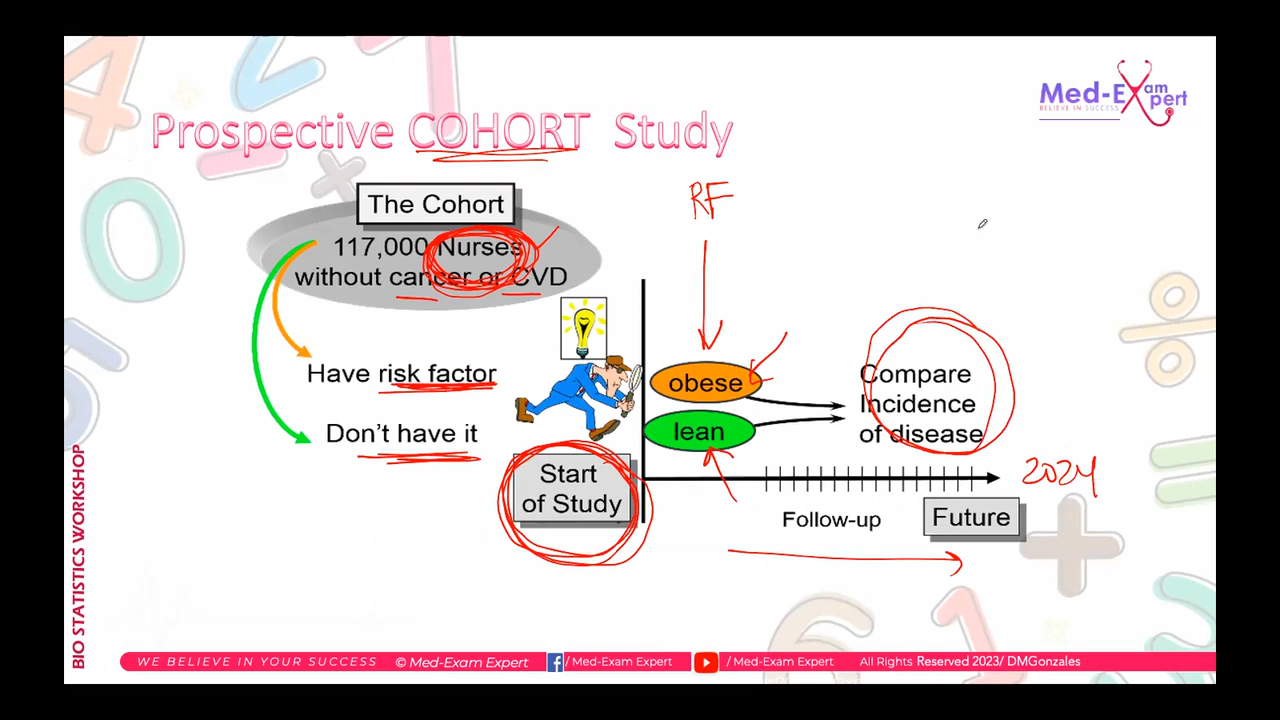 Prospective COHORT Study
Med-Exam Expert
BELIEVE IN SUCCESS
The Cohort
117,000 Nurses
without cancer or CVD
RF
Have risk factor
Don't have it
Start
of Study
obese
lean
Compare
Incidence
of disease
2024
Follow-up
Future
BIO STATISTICS WORKSHOP
WE BELIEVE IN YOUR SUCCESS © Med-Exam Expert / Med-Exam Expert / Med-Exam Expert All Rights Reserved 2023/ DMGonzales